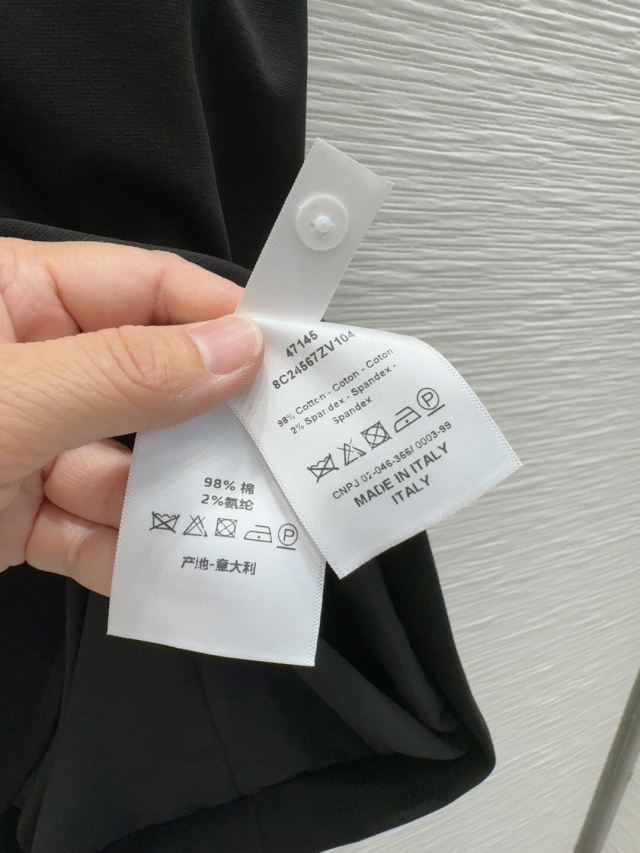 47145
8C24567ZV104
98% Cotton - Coton - Coton
2% Spandex - Spandex -
Spandex
CNPJ.02-046-366/ 0003-99
MADE IN ITALY
ITALY
98% 棉
2%氨纶
P
产地-意大利